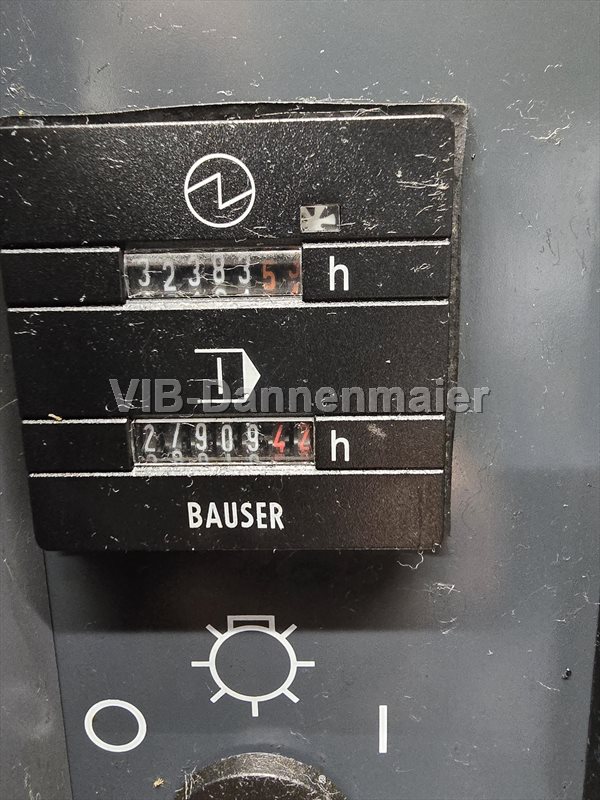 3238353 h
VIB-Dannenmaier
2790942 h
BAUSER
O I